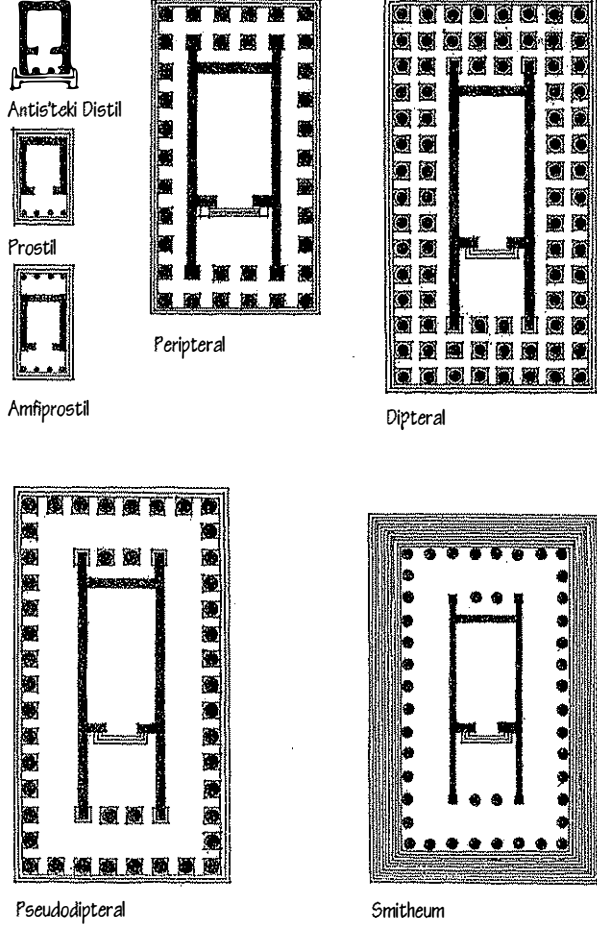 Antis'teki Distil
Prostil
Amfiprostil
Peripteral
Dipteral
Pseudodipteral
Smitheum